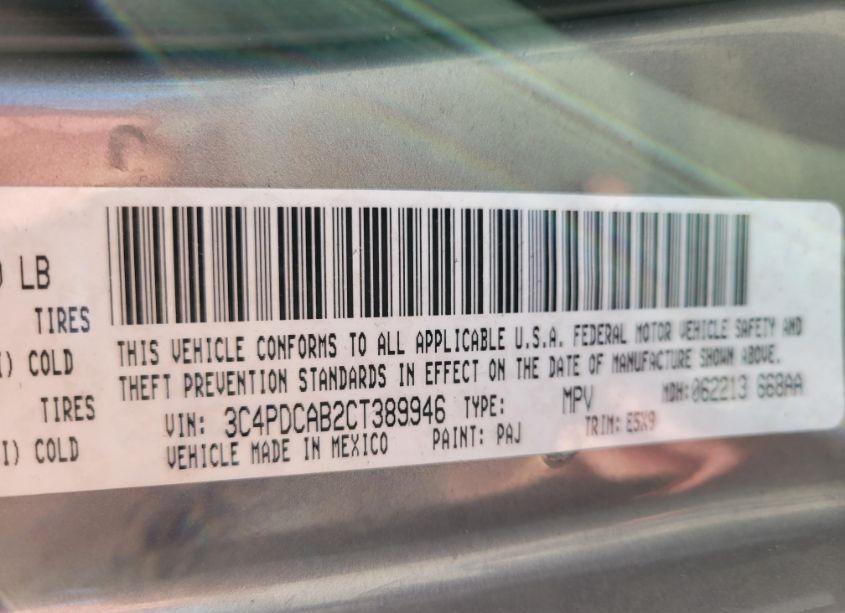 LB
TIRES
COLD
TIRES
I) COLD
THIS VEHICLE CONFORMS TO ALL APPLICABLE U.S.A. FEDERAL MOTOR VEHICLE SAFETY AND
THEFT PREVENTION STANDARDS IN EFFECT ON THE DATE OF MANUFACTURE SHOWN ABOVE.
VIN: 3C4PDCAB2CT389946 TYPE: MPV MDH: 062213 668AA
VEHICLE MADE IN MEXICO PAINT: PAJ TRIM: E5X9